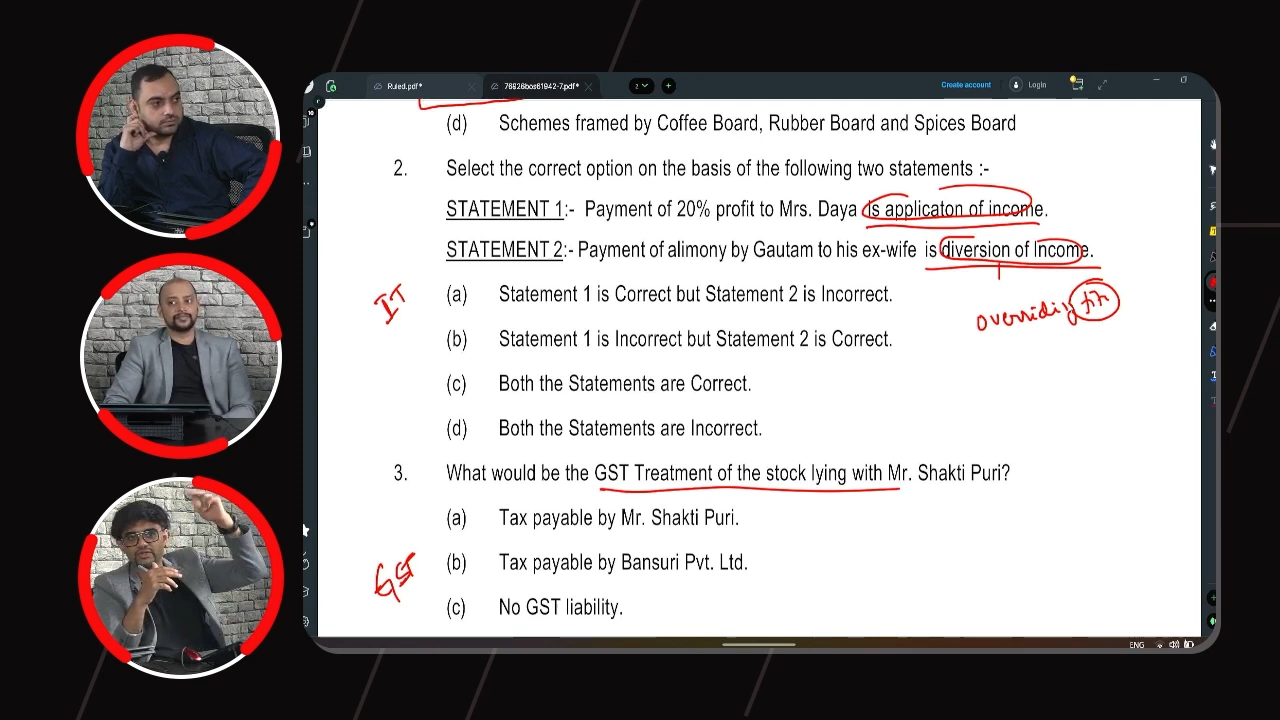 Ruled.pdf*
76926bos61942-7.pdf*
2
Create account
Login
(d) Schemes framed by Coffee Board, Rubber Board and Spices Board
2. Select the correct option on the basis of the following two statements :-
STATEMENT 1:- Payment of 20% profit to Mrs. Daya is applicaton of income.
STATEMENT 2:- Payment of alimony by Gautam to his ex-wife is diversion of Income.
IT
(a) Statement 1 is Correct but Statement 2 is Incorrect.
overriding
(b) Statement 1 is Incorrect but Statement 2 is Correct.
(c) Both the Statements are Correct.
(d) Both the Statements are Incorrect.
3. What would be the GST Treatment of the stock lying with Mr. Shakti Puri?
(a) Tax payable by Mr. Shakti Puri.
GST
(b) Tax payable by Bansuri Pvt. Ltd.
(c) No GST liability.
ENG